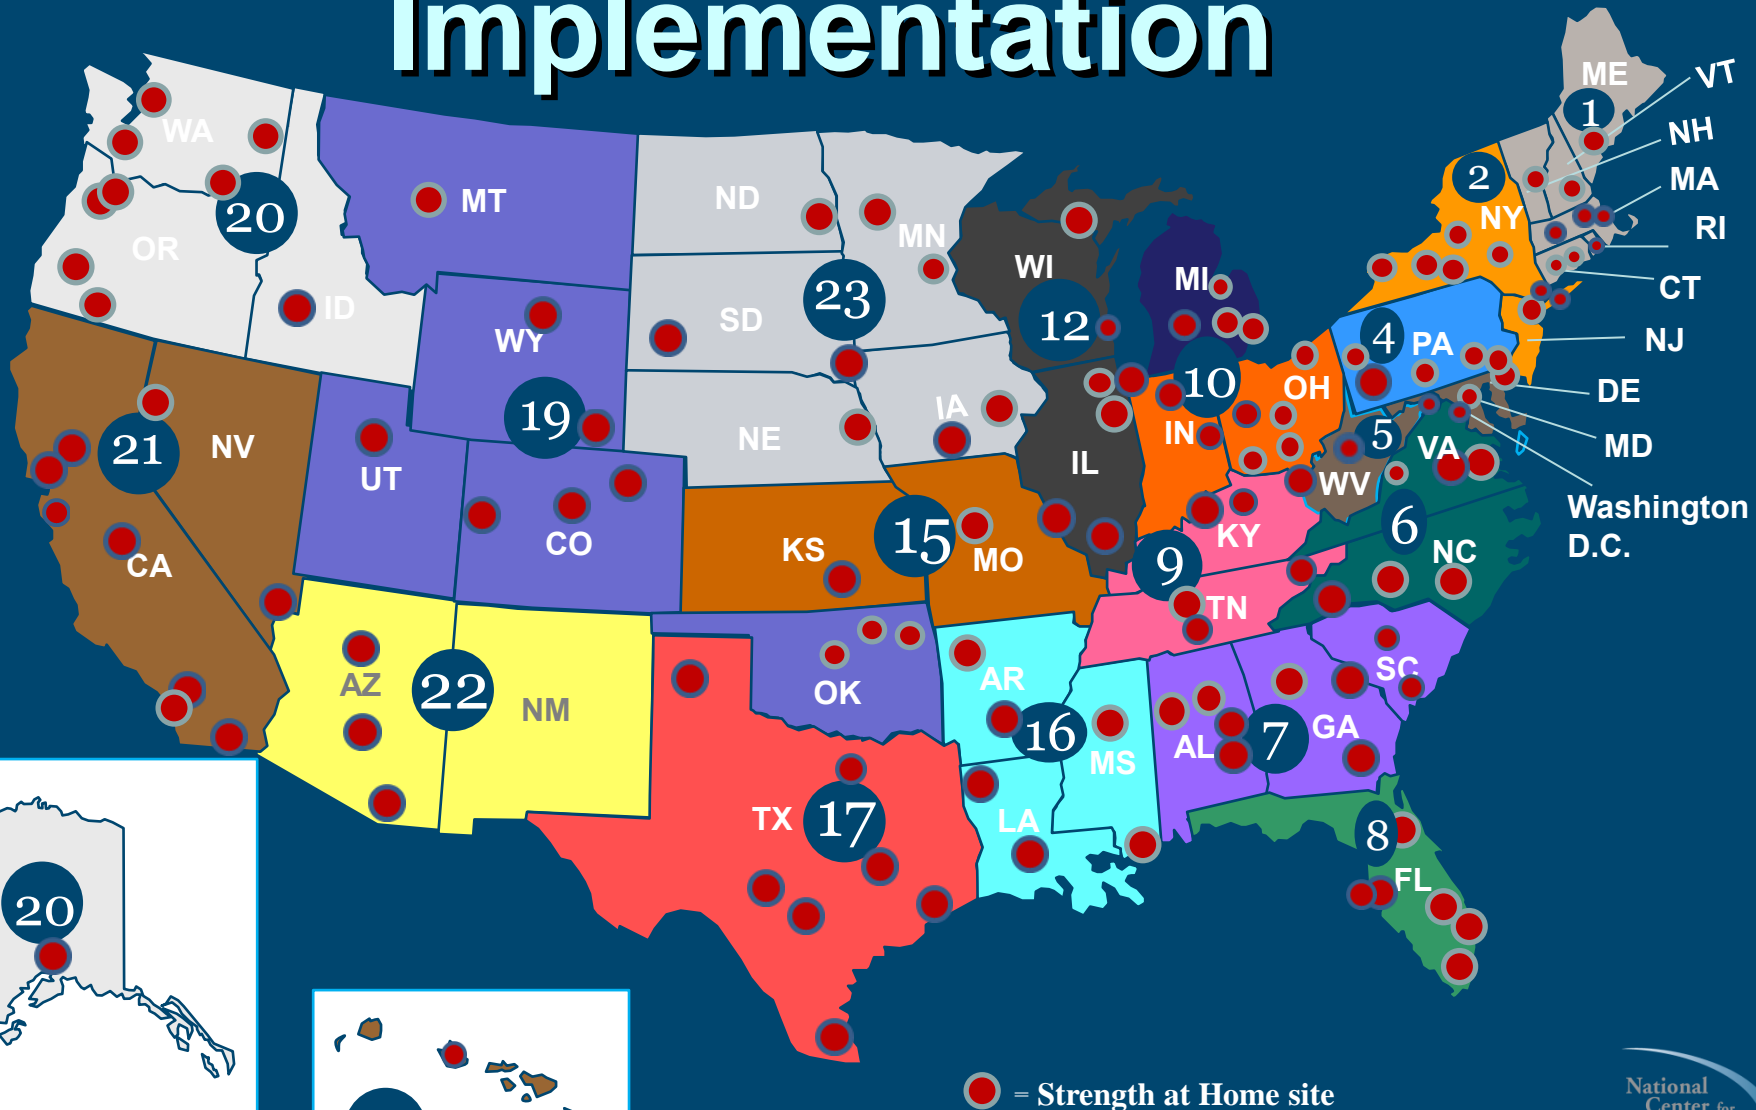 Implementation
ME
VT
1
NH
WA
2
MA
MT
ND
NY
20
MN
RI
OR
WI
MI
CT
ID
SD
23
12
4
PA
NJ
WY
10
OH
DE
19
IA
5
21
NV
NE
IN
VA
MD
UT
IL
WV
Washington
D.C.
CO
KS
15
MO
KY
6
NC
CA
9
TN
AZ
22
NM
OK
AR
SC
16
7
GA
AL
MS
TX
17
LA
8
FL
20
= Strength at Home site
National
Center for